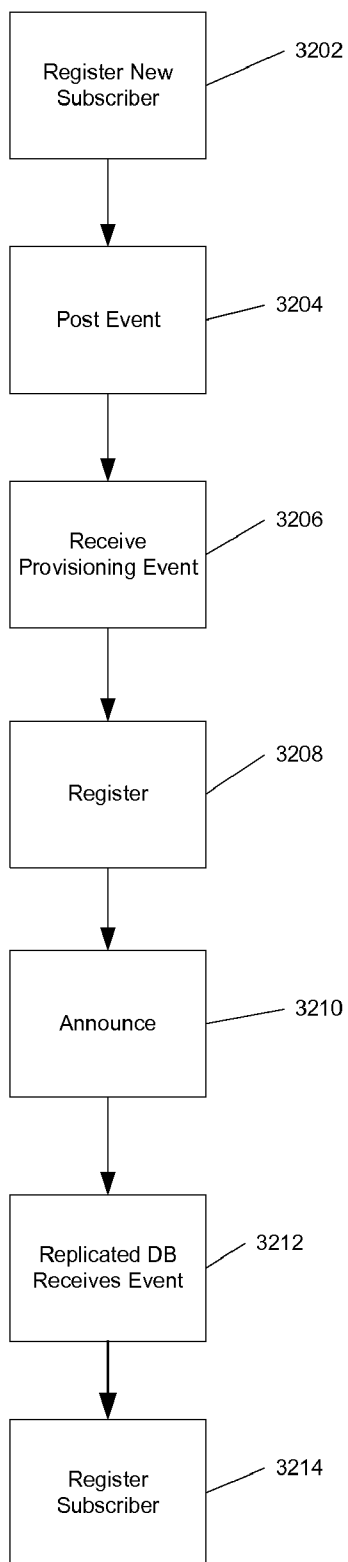 Register New
Subscriber
3202
Post Event
3204
Receive
Provisioning Event
3206
Register
3208
Announce
3210
Replicated DB
Receives Event
3212
Register
Subscriber
3214